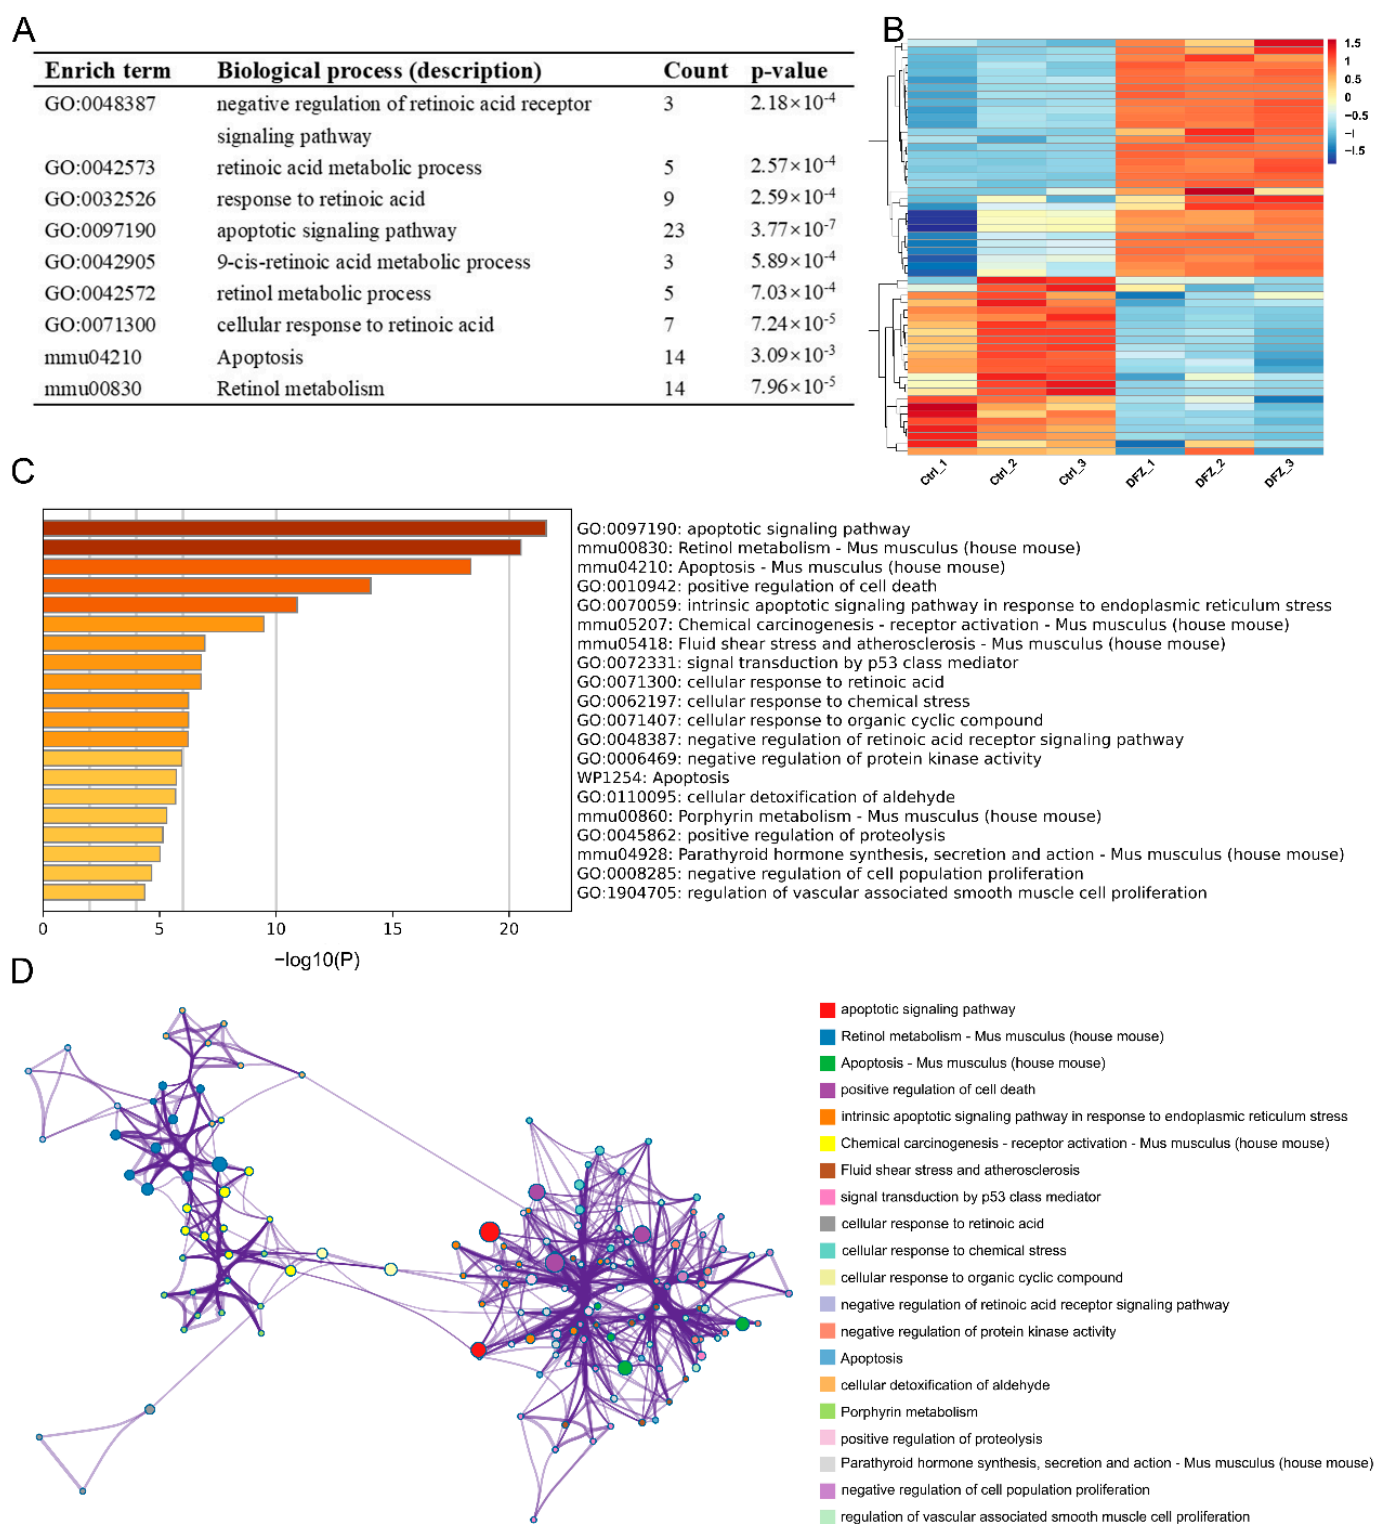 A
Enrich term Biological process (description) Count p-value
GO:0048387 negative regulation of retinoic acid receptor 3 2.18×10⁻⁴
signaling pathway
GO:0042573 retinoic acid metabolic process 5 2.57×10⁻⁴
GO:0032526 response to retinoic acid 9 2.59×10⁻⁴
GO:0097190 apoptotic signaling pathway 23 3.77×10⁻⁷
GO:0042905 9-cis-retinoic acid metabolic process 3 5.89×10⁻⁴
GO:0042572 retinol metabolic process 5 7.03×10⁻⁴
GO:0071300 cellular response to retinoic acid 7 7.24×10⁻⁵
mmu04210 Apoptosis 14 3.09×10⁻³
mmu00830 Retinol metabolism 14 7.96×10⁻⁵
B
1.5
1
0.5
0
−0.5
−1
−1.5
Ctrl_1 Ctrl_2 Ctrl_3 DFZ_1 DFZ_2 DFZ_3
C
GO:0097190: apoptotic signaling pathway
mmu00830: Retinol metabolism - Mus musculus (house mouse)
mmu04210: Apoptosis - Mus musculus (house mouse)
GO:0010942: positive regulation of cell death
GO:0070059: intrinsic apoptotic signaling pathway in response to endoplasmic reticulum stress
mmu05207: Chemical carcinogenesis - receptor activation - Mus musculus (house mouse)
mmu05418: Fluid shear stress and atherosclerosis - Mus musculus (house mouse)
GO:0072331: signal transduction by p53 class mediator
GO:0071300: cellular response to retinoic acid
GO:0062197: cellular response to chemical stress
GO:0071407: cellular response to organic cyclic compound
GO:0048387: negative regulation of retinoic acid receptor signaling pathway
GO:0006469: negative regulation of protein kinase activity
WP1254: Apoptosis
GO:0110095: cellular detoxification of aldehyde
mmu00860: Porphyrin metabolism - Mus musculus (house mouse)
GO:0045862: positive regulation of proteolysis
mmu04928: Parathyroid hormone synthesis, secretion and action - Mus musculus (house mouse)
GO:0008285: negative regulation of cell population proliferation
GO:1904705: regulation of vascular associated smooth muscle cell proliferation
0 5 10 15 20
−log10(P)
D
apoptotic signaling pathway
Retinol metabolism - Mus musculus (house mouse)
Apoptosis - Mus musculus (house mouse)
positive regulation of cell death
intrinsic apoptotic signaling pathway in response to endoplasmic reticulum stress
Chemical carcinogenesis - receptor activation - Mus musculus (house mouse)
Fluid shear stress and atherosclerosis
signal transduction by p53 class mediator
cellular response to retinoic acid
cellular response to chemical stress
cellular response to organic cyclic compound
negative regulation of retinoic acid receptor signaling pathway
negative regulation of protein kinase activity
Apoptosis
cellular detoxification of aldehyde
Porphyrin metabolism
positive regulation of proteolysis
Parathyroid hormone synthesis, secretion and action - Mus musculus (house mouse)
negative regulation of cell population proliferation
regulation of vascular associated smooth muscle cell proliferation